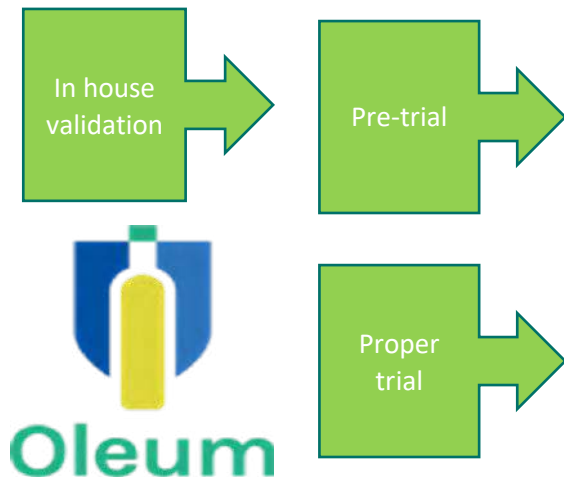 In house
validation
Pre-trial
Proper
trial
Oleum